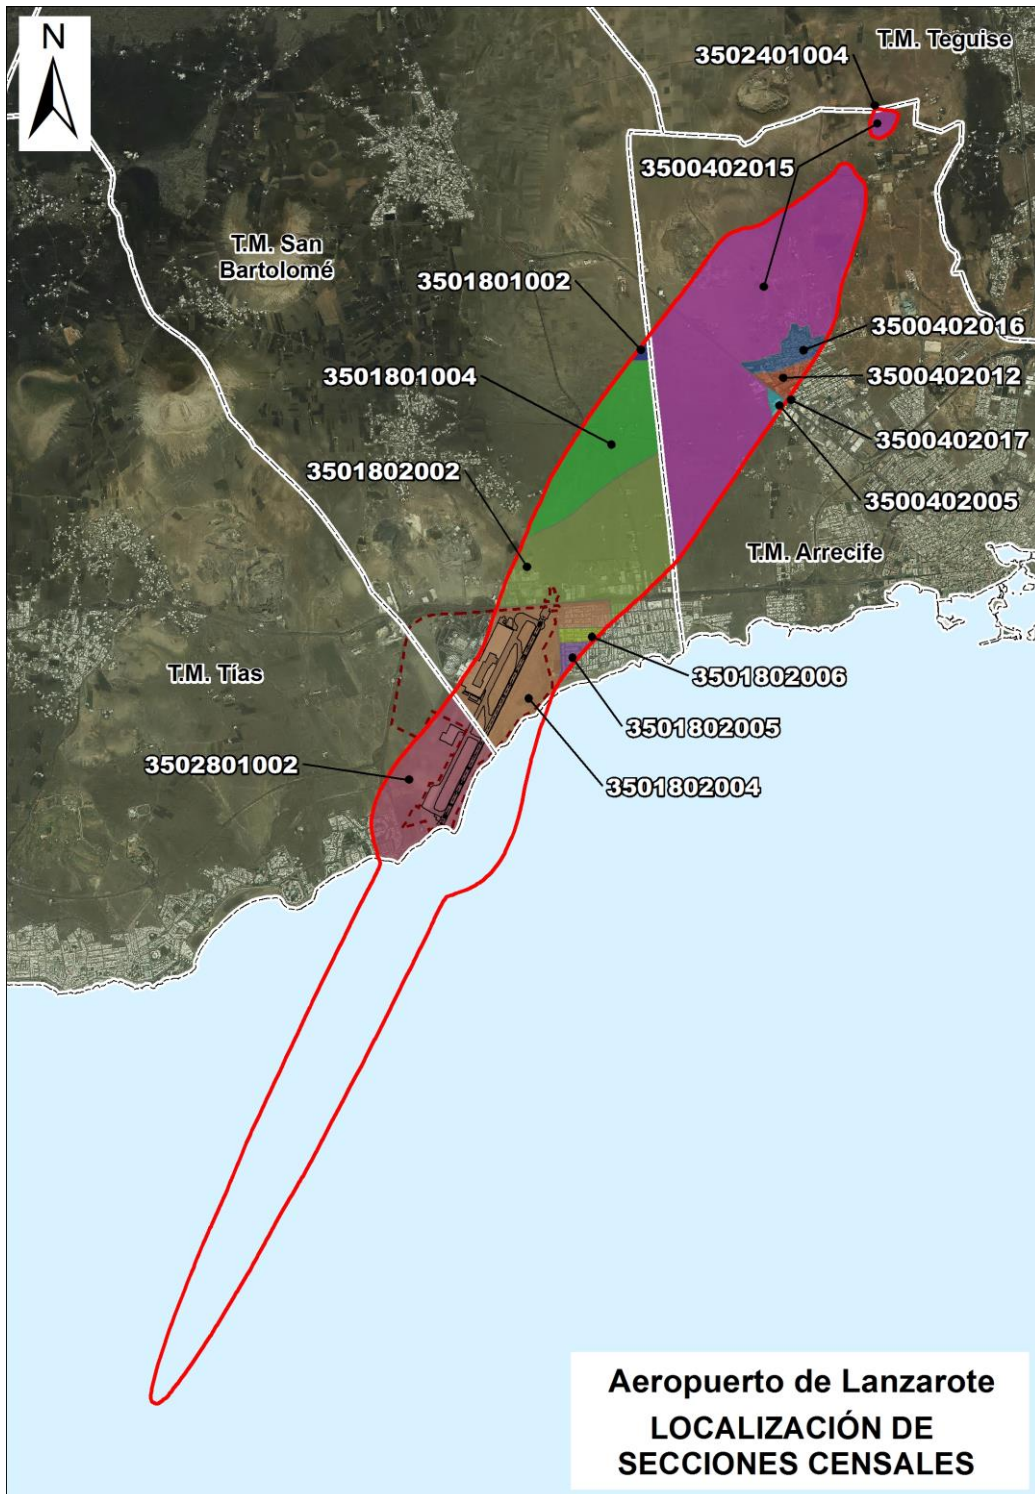 N
T.M. Teguise
3502401004
3500402015
T.M. San
Bartolomé
3501801002
3500402016
3501801004
3500402012
3500402017
3501802002
3500402005
T.M. Arrecife
T.M. Tías
3501802006
3501802005
3502801002
3501802004
Aeropuerto de Lanzarote
LOCALIZACIÓN DE
SECCIONES CENSALES